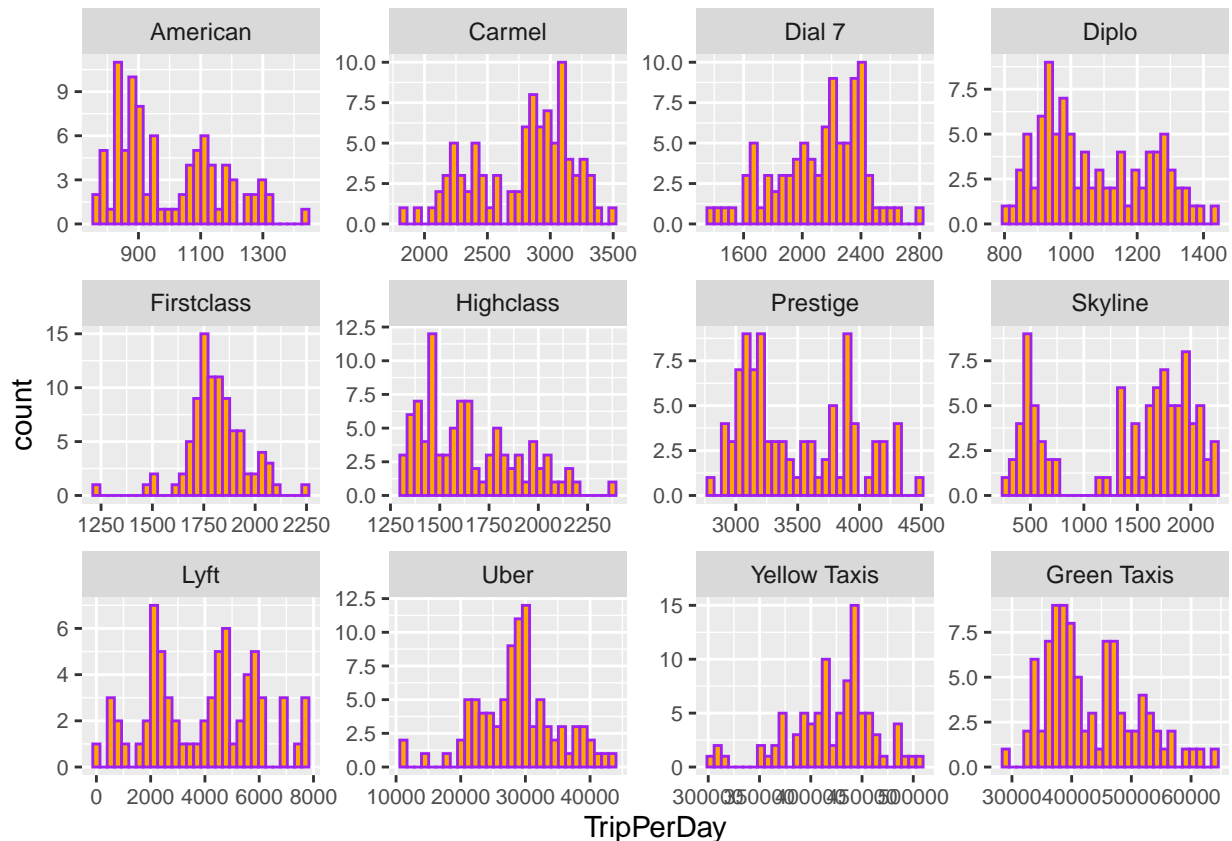 American Carmel Dial 7 Diplo
9 6 3 0
10.0 7.5 5.0 2.5 0.0
10.0 7.5 5.0 2.5 0.0
7.5 5.0 2.5 0.0
900 1100 1300
2000 2500 3000 3500
1600 2000 2400 2800
800 1000 1200 1400
Firstclass Highclass Prestige Skyline
15 10 5 0
12.5 10.0 7.5 5.0 2.5 0.0
7.5 5.0 2.5 0.0
7.5 5.0 2.5 0.0
1250 1500 1750 2000 2250
1250 1500 1750 2000 2250
3000 3500 4000 4500
500 1000 1500 2000
Lyft Uber Yellow Taxis Green Taxis
6 4 2 0
12.5 10.0 7.5 5.0 2.5 0.0
15 10 5 0
7.5 5.0 2.5 0.0
0 2000 4000 6000 8000
10000 20000 30000 40000
300000 350000 400000 450000 500000
30000 40000 50000 60000
count
TripPerDay